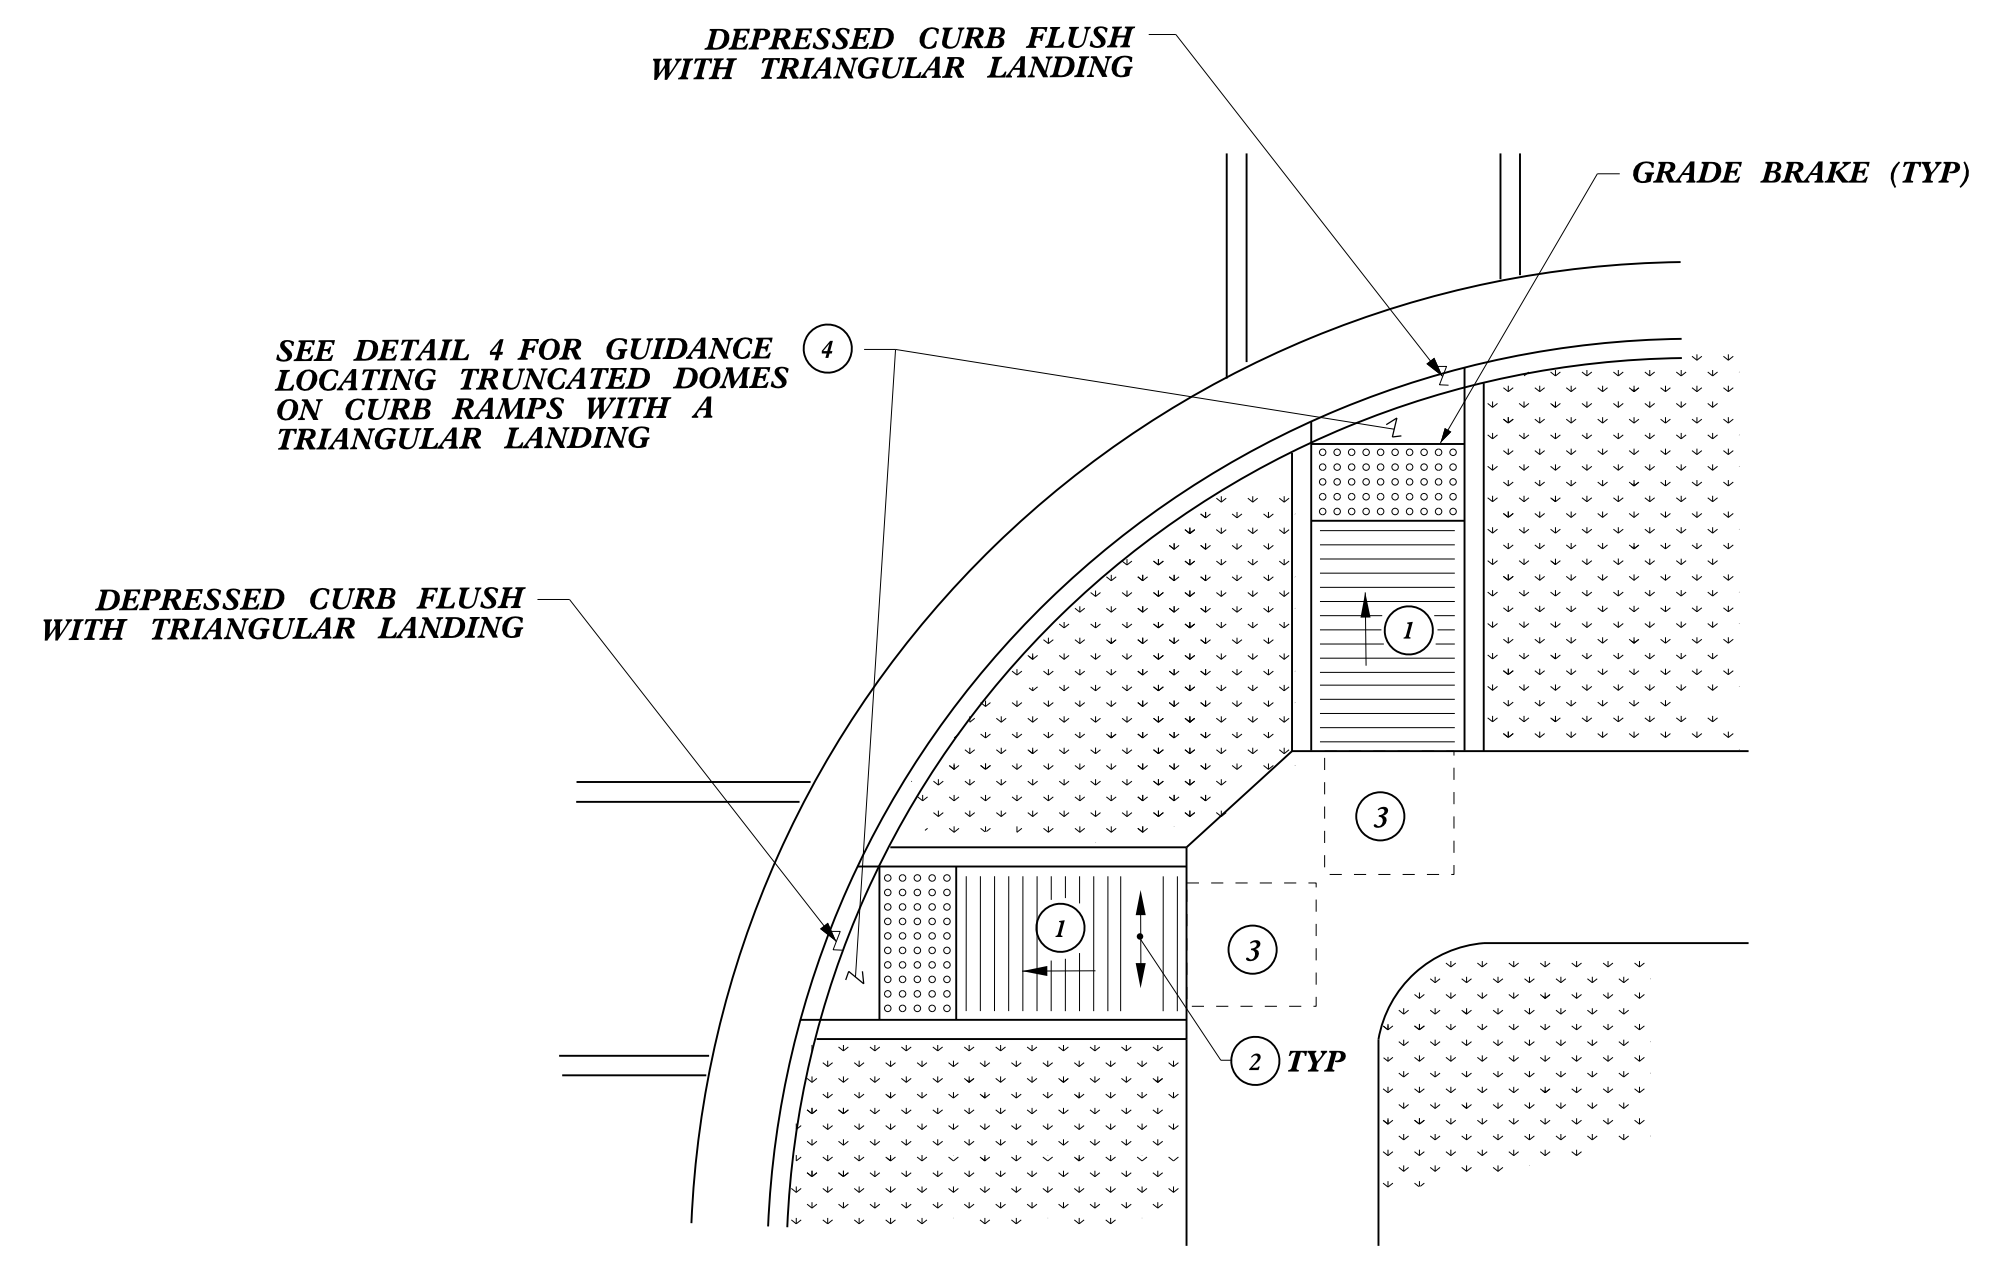 DEPRESSED CURB FLUSH
WITH TRIANGULAR LANDING
GRADE BRAKE (TYP)
SEE DETAIL 4 FOR GUIDANCE
LOCATING TRUNCATED DOMES
ON CURB RAMPS WITH A
TRIANGULAR LANDING
4
DEPRESSED CURB FLUSH
WITH TRIANGULAR LANDING
1
3
1
3
2 TYP